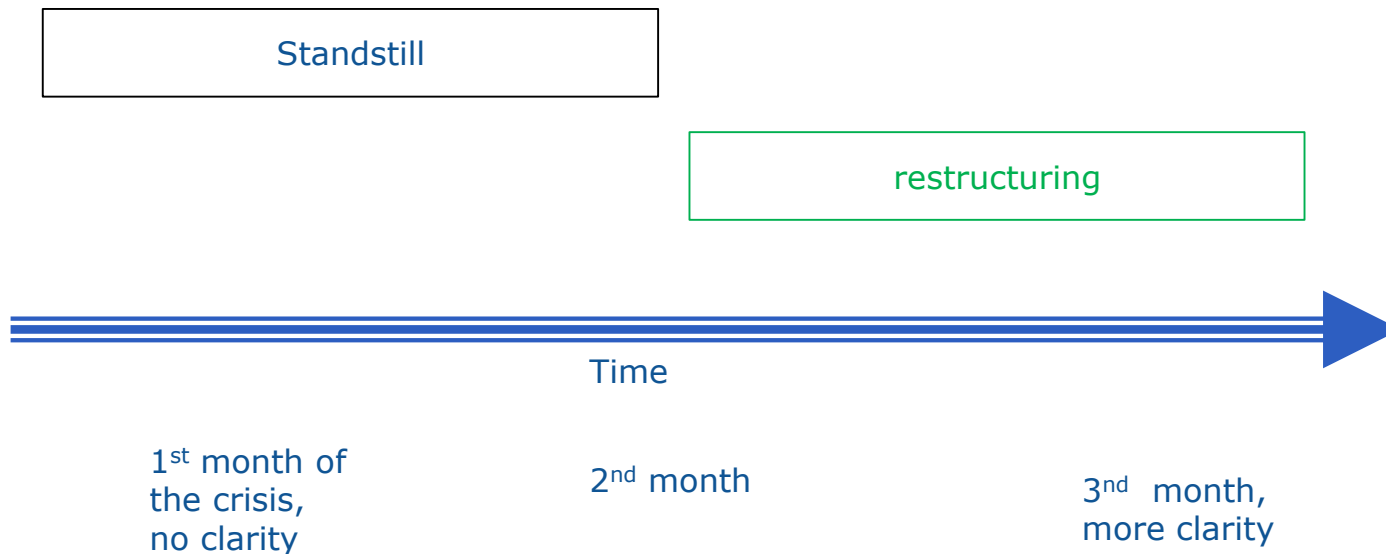 Standstill
restructuring
Time
1st month of
the crisis,
no clarity
2nd month
3nd month,
more clarity